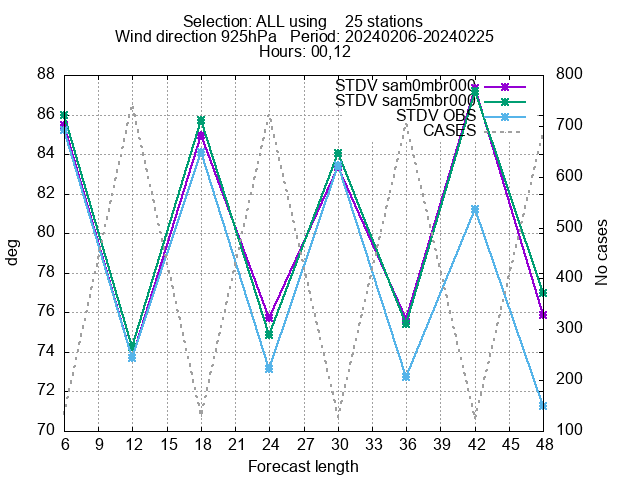 Selection: ALL using    25 stations
Wind direction 925hPa   Period: 20240206-20240225
Hours: 00,12
STDV sam0mbr000
STDV sam5mbr000
STDV OBS
CASES
88
86
84
82
80
78
76
74
72
70
deg
800
700
600
500
400
300
200
100
No cases
6 9 12 15 18 21 24 27 30 33 36 39 42 45 48
Forecast length